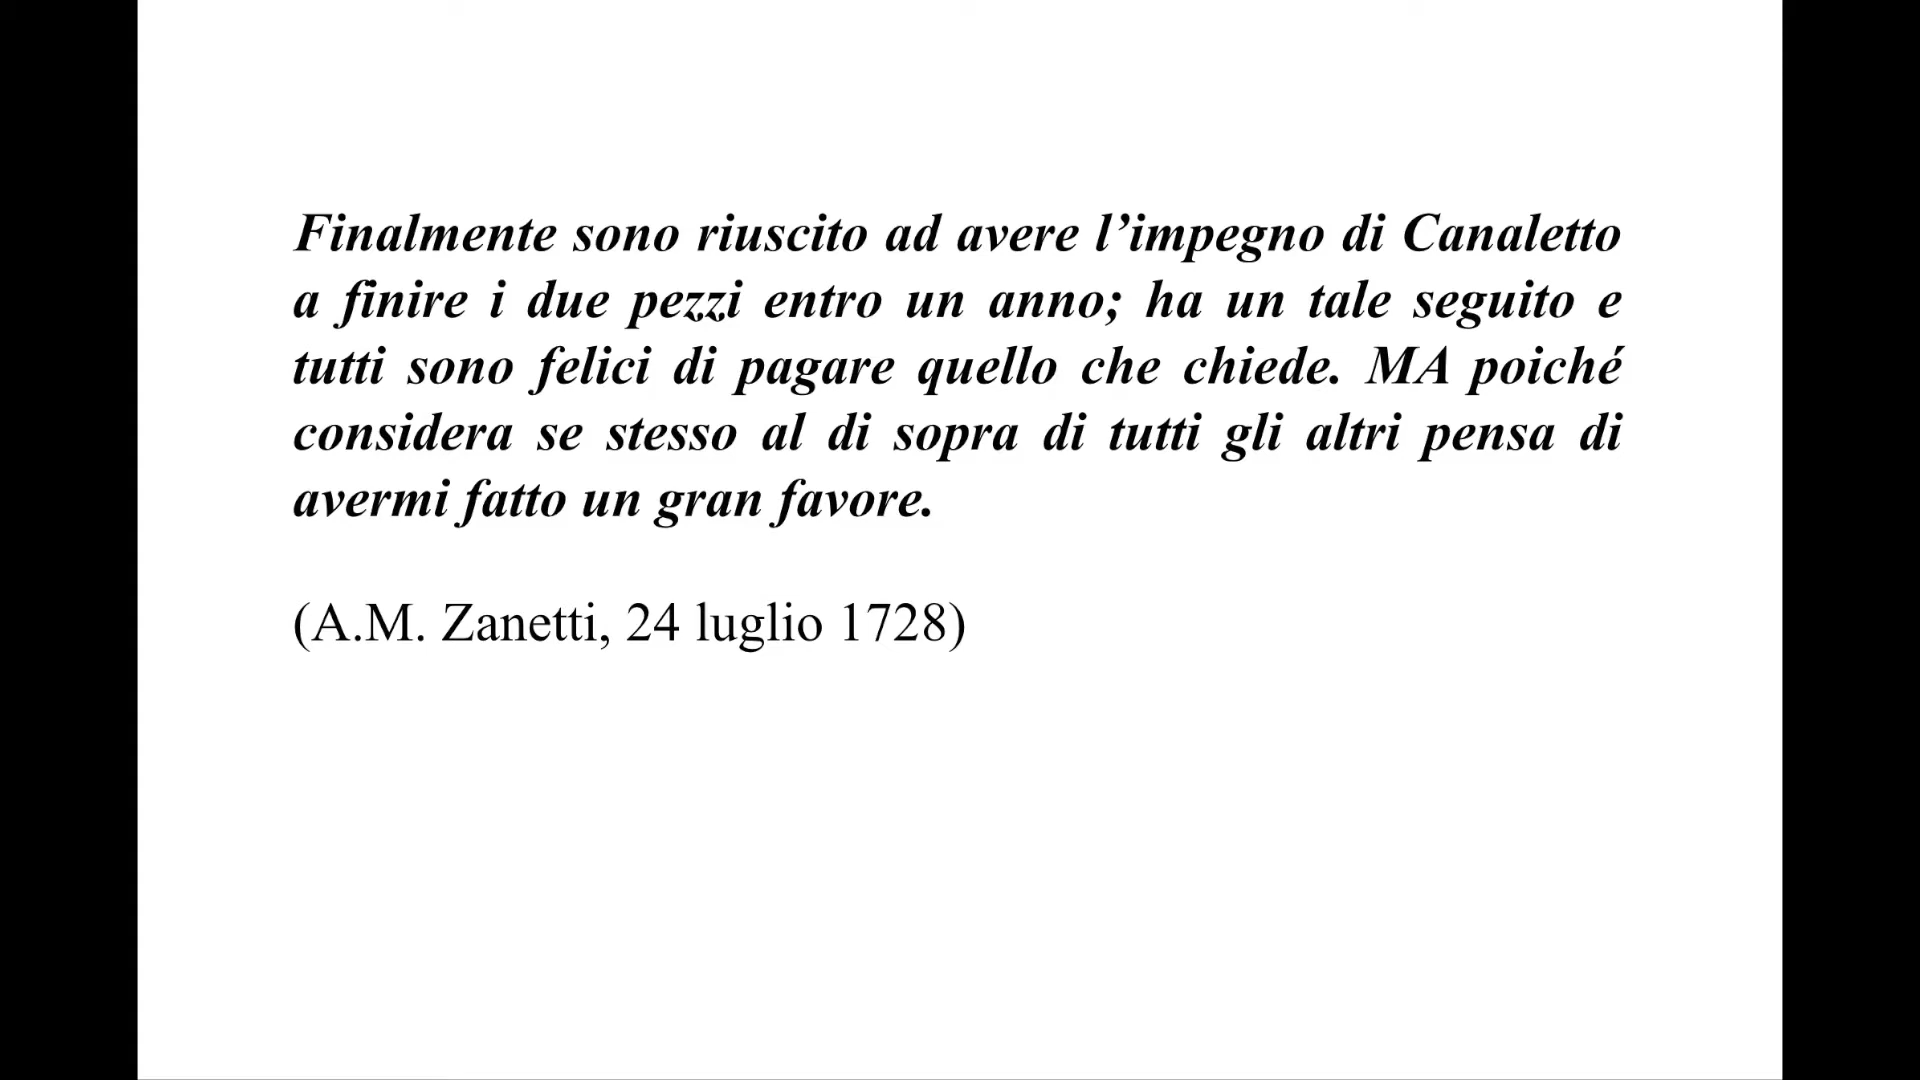 Finalmente sono riuscito ad avere l’impegno di Canaletto
a finire i due pezzi entro un anno; ha un tale seguito e
tutti sono felici di pagare quello che chiede. MA poiché
considera se stesso al di sopra di tutti gli altri pensa di
avermi fatto un gran favore.
(A.M. Zanetti, 24 luglio 1728)